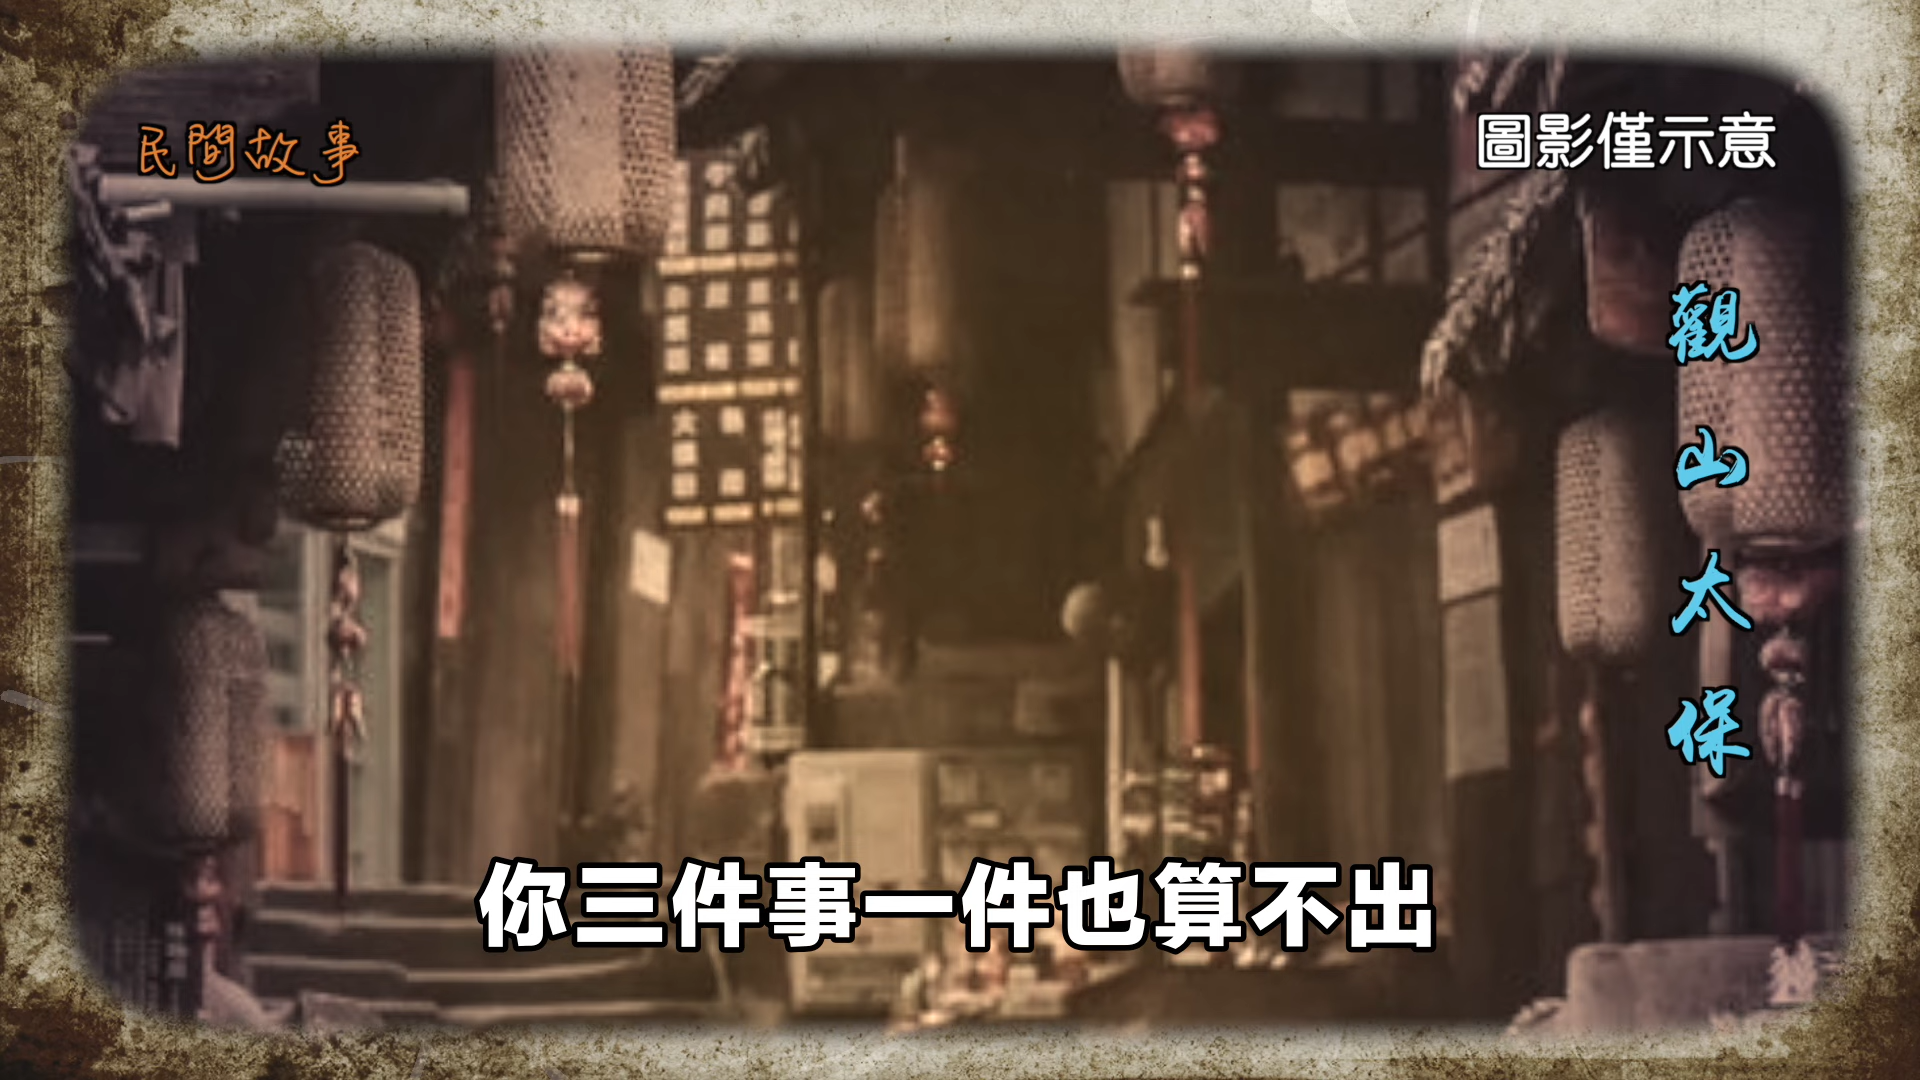 民間故事
圖影僅示意
觀山太保
你三件事一件也算不出